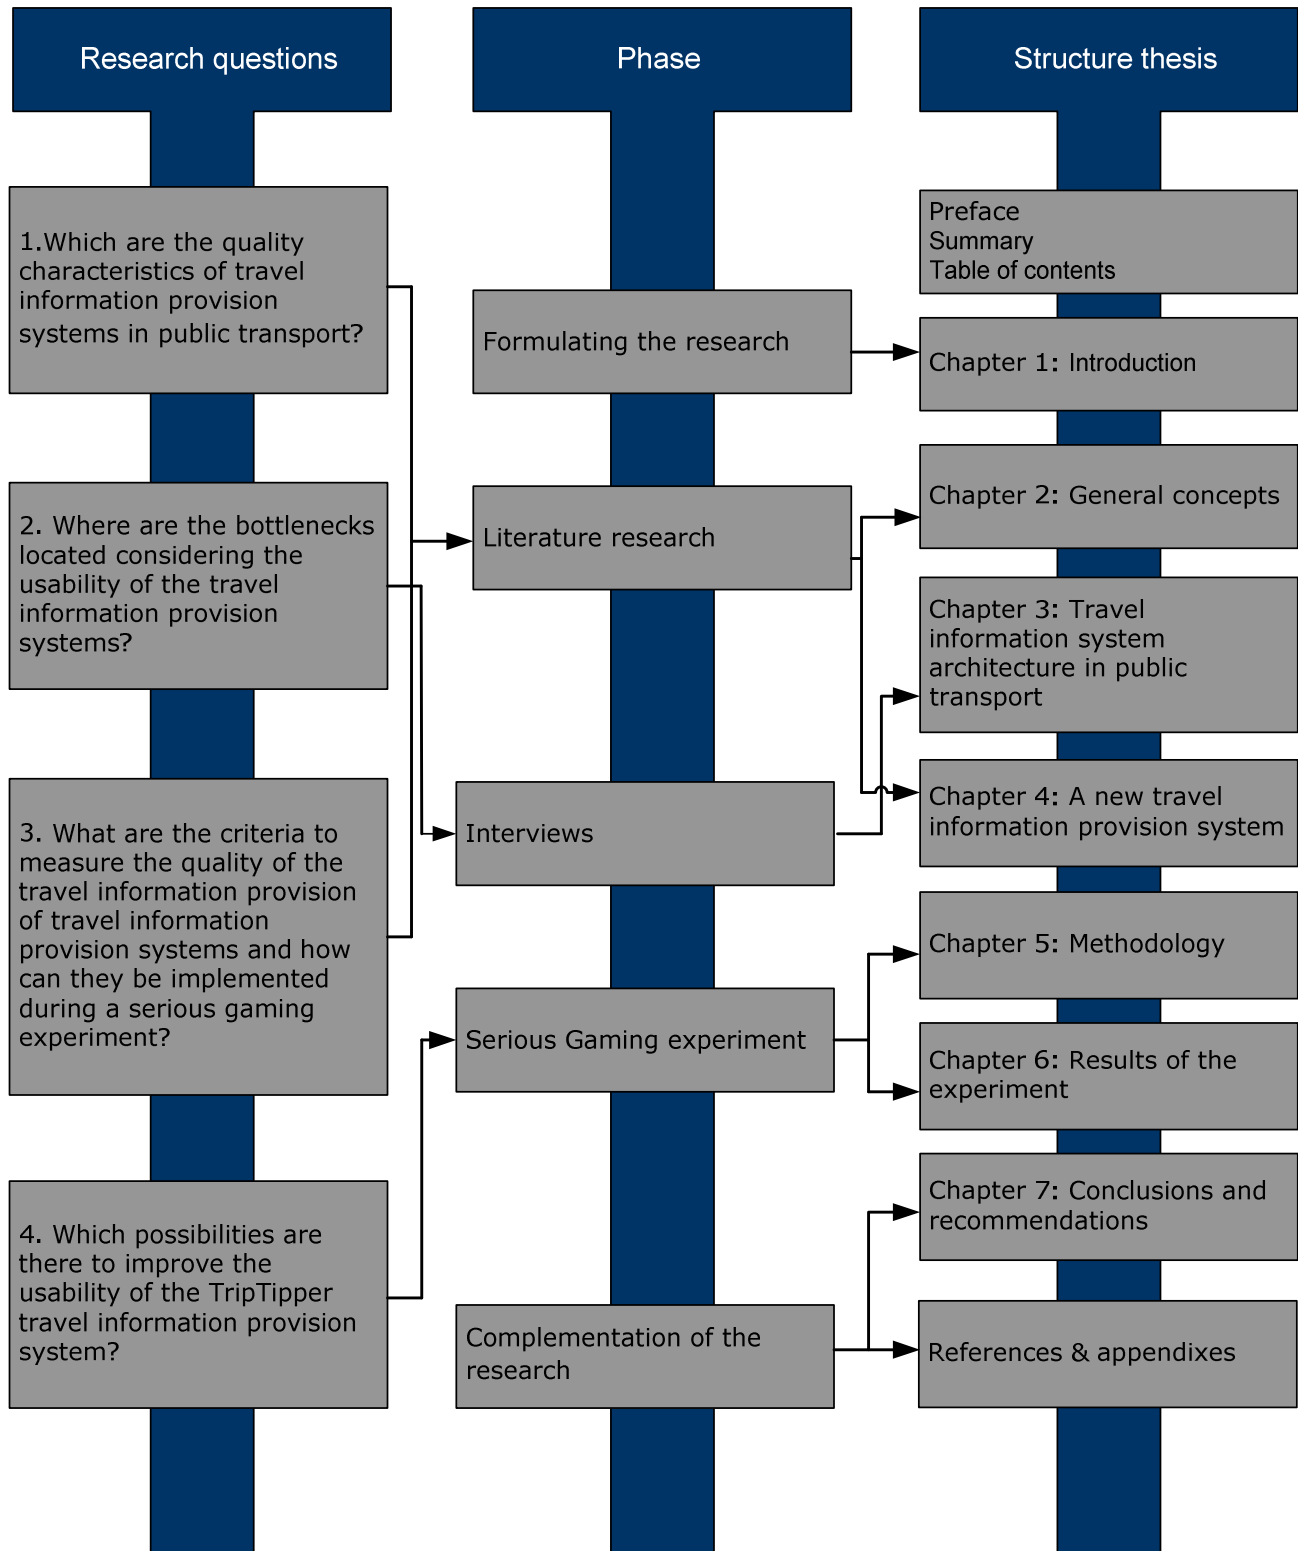 Research questions
Phase
Structure thesis
1.Which are the quality
characteristics of travel
information provision
systems in public transport?
2. Where are the bottlenecks
located considering the
usability of the travel
information provision
systems?
3. What are the criteria to
measure the quality of the
travel information provision
of travel information
provision systems and how
can they be implemented
during a serious gaming
experiment?
4. Which possibilities are
there to improve the
usability of the TripTipper
travel information provision
system?
Formulating the research
Literature research
Interviews
Serious Gaming experiment
Complementation of the
research
Preface
Summary
Table of contents
Chapter 1: Introduction
Chapter 2: General concepts
Chapter 3: Travel
information system
architecture in public
transport
Chapter 4: A new travel
information provision system
Chapter 5: Methodology
Chapter 6: Results of the
experiment
Chapter 7: Conclusions and
recommendations
References & appendixes